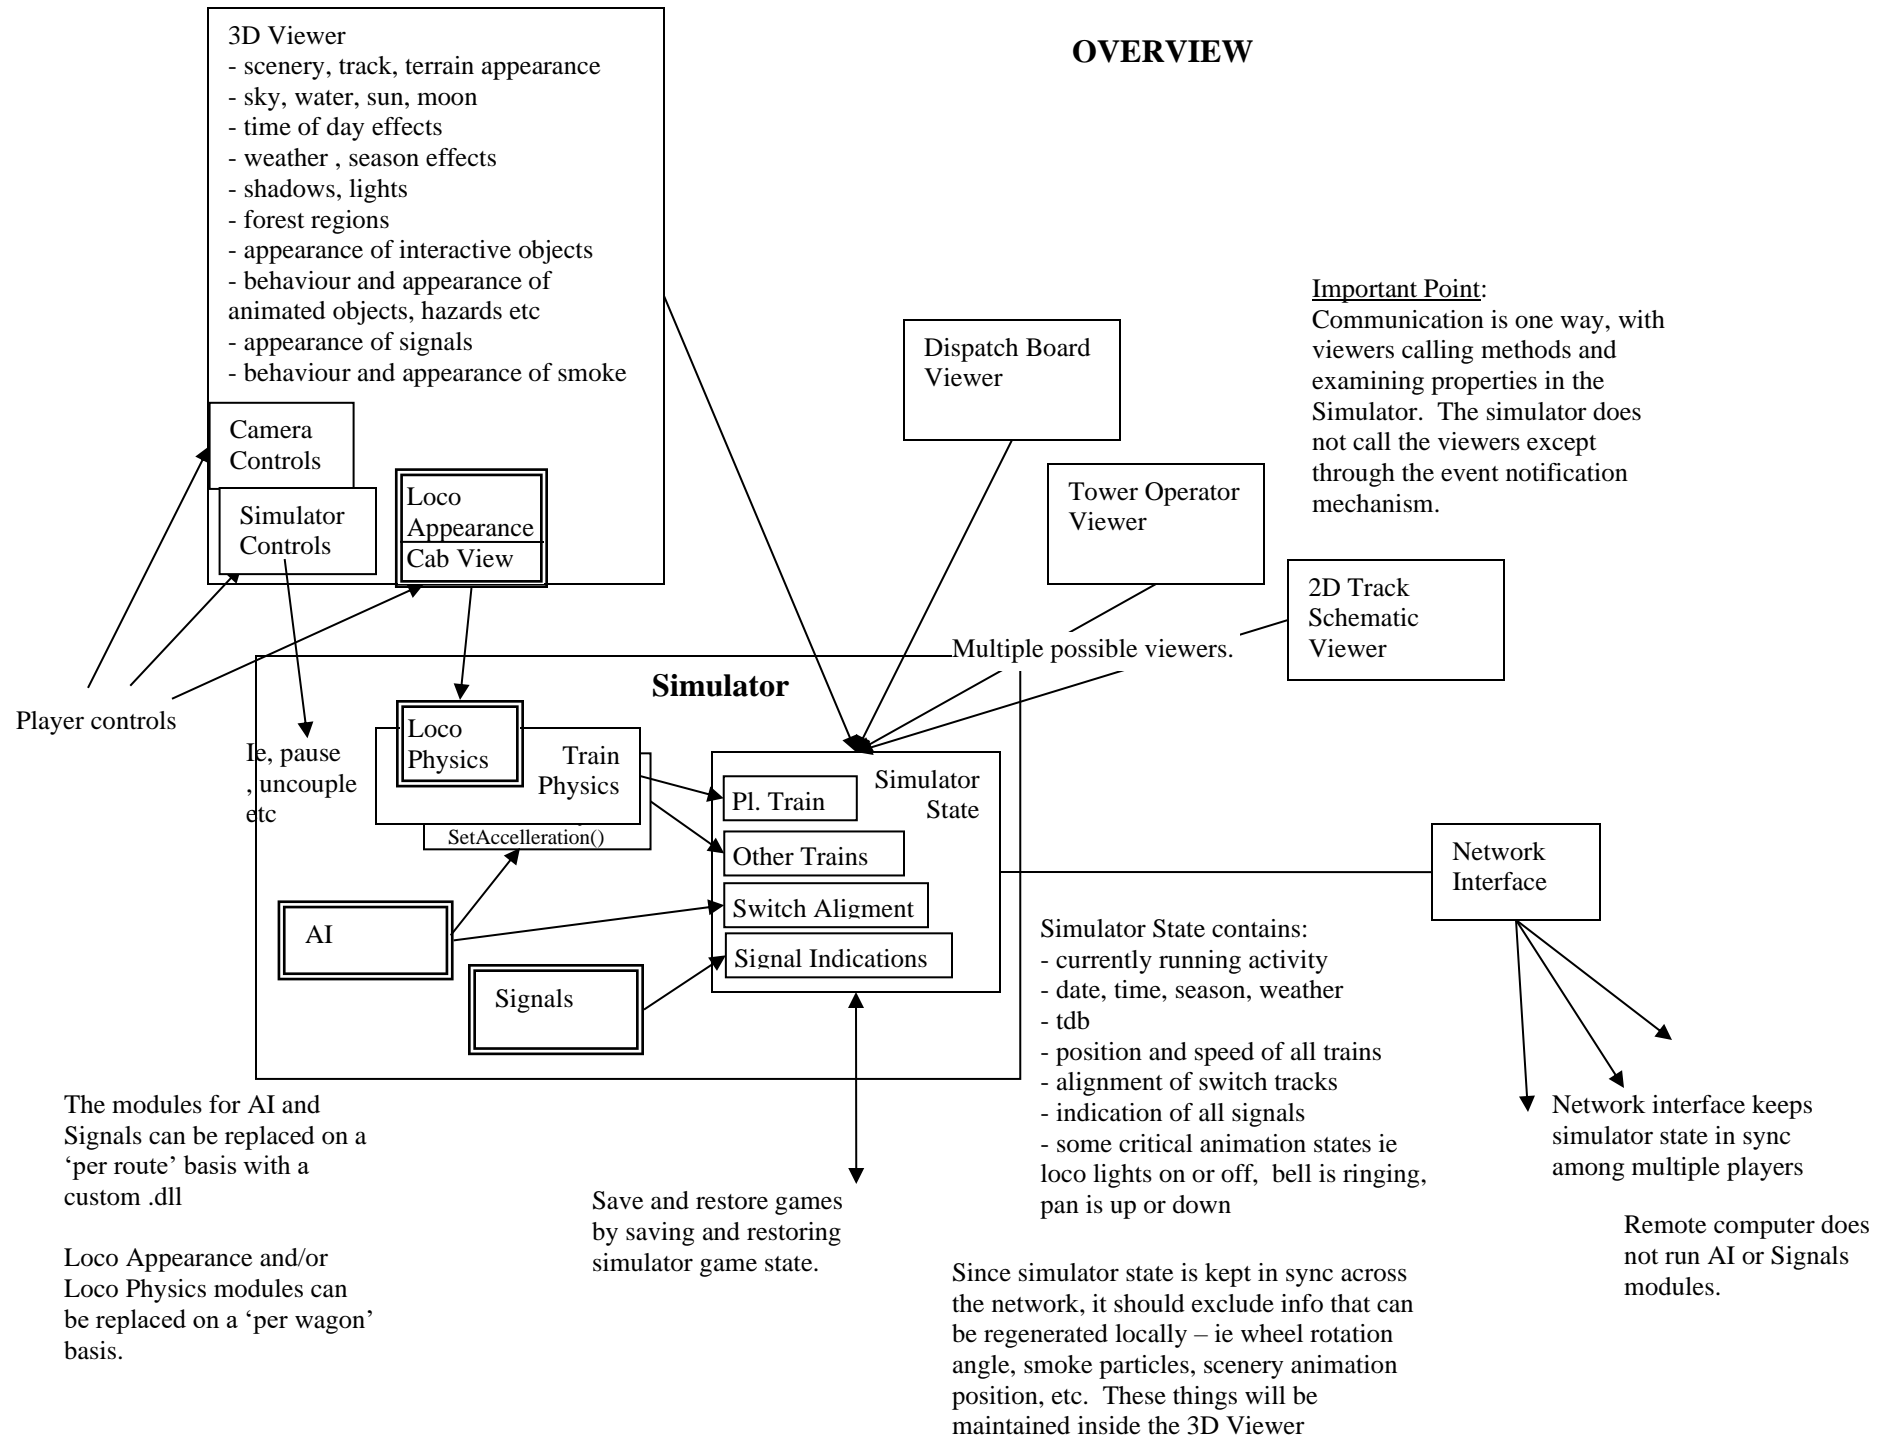 OVERVIEW
3D Viewer
- scenery, track, terrain appearance
- sky, water, sun, moon
- time of day effects
- weather , season effects
- shadows, lights
- forest regions
- appearance of interactive objects
- behaviour and appearance of
animated objects, hazards etc
- appearance of signals
- behaviour and appearance of smoke
Camera
Controls
Simulator
Controls
Loco
Appearance
Cab View
Dispatch Board
Viewer
Tower Operator
Viewer
2D Track
Schematic
Viewer
Important Point:
Communication is one way, with
viewers calling methods and
examining properties in the
Simulator.  The simulator does
not call the viewers except
through the event notification
mechanism.
Multiple possible viewers.
Player controls
Ie, pause
, uncouple
etc
Simulator
Loco
Physics
Train
Physics
SetAccelleration()
AI
Signals
Simulator
State
Pl. Train
Other Trains
Switch Aligment
Signal Indications
Network
Interface
Simulator State contains:
- currently running activity
- date, time, season, weather
- tdb
- position and speed of all trains
- alignment of switch tracks
- indication of all signals
- some critical animation states ie
loco lights on or off,  bell is ringing,
pan is up or down
Network interface keeps
simulator state in sync
among multiple players
Remote computer does
not run AI or Signals
modules.
The modules for AI and
Signals can be replaced on a
‘per route’ basis with a
custom .dll
Loco Appearance and/or
Loco Physics modules can
be replaced on a ‘per wagon’
basis.
Save and restore games
by saving and restoring
simulator game state.
Since simulator state is kept in sync across
the network, it should exclude info that can
be regenerated locally – ie wheel rotation
angle, smoke particles, scenery animation
position, etc.  These things will be
maintained inside the 3D Viewer